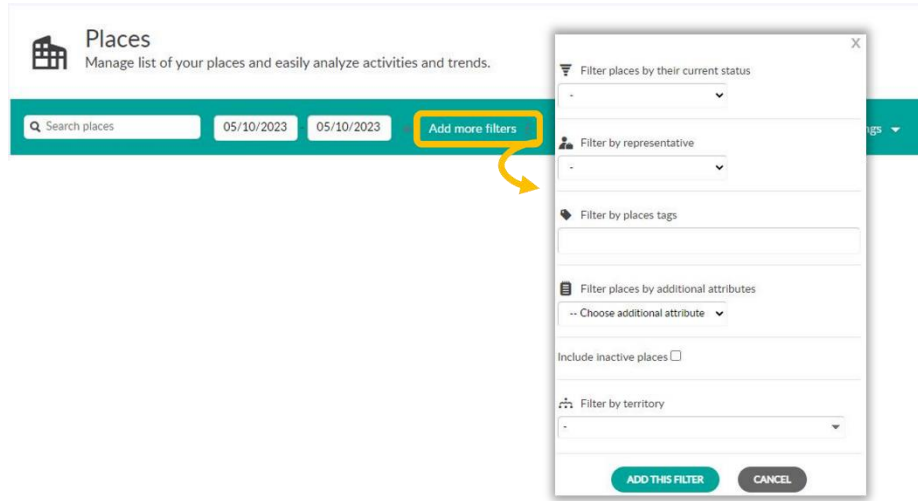 Places
Manage list of your places and easily analyze activities and trends.
Search places
05/10/2023
05/10/2023
Add more filters
X
Filter places by their current status
-
Filter by representative
-
Filter by places tags
Filter places by additional attributes
-- Choose additional attribute
Include inactive places
Filter by territory
-
ADD THIS FILTER
CANCEL